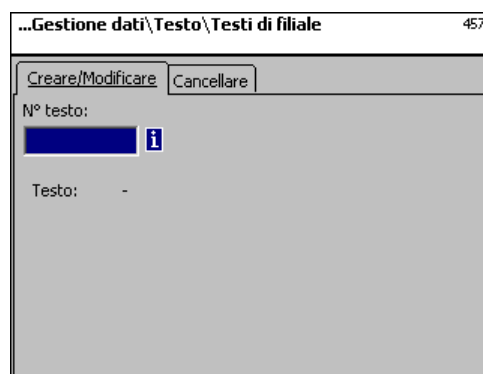 ...Gestione dati\Testo\Testi di filiale 457
Creare/Modificare Cancellare
N° testo:
i
Testo: -